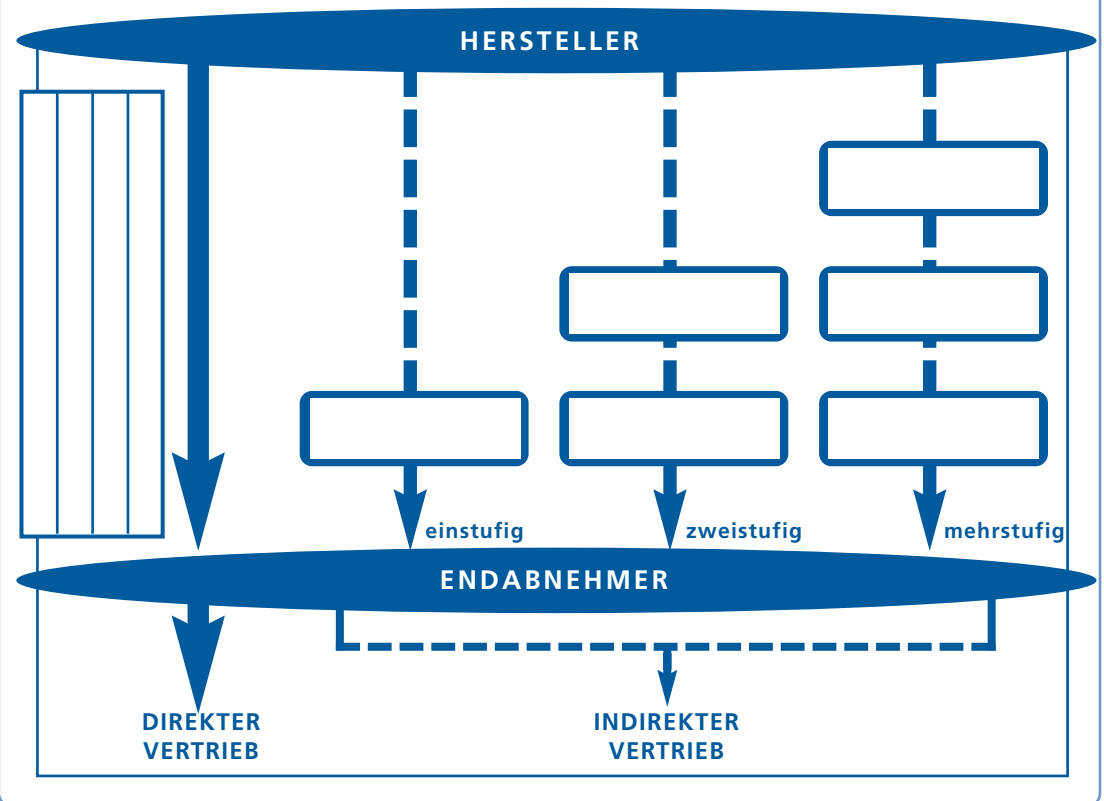 HERSTELLER
einstufig
zweistufig
mehrstufig
ENDABNEHMER
DIREKTER
VERTRIEB
INDIREKTER
VERTRIEB